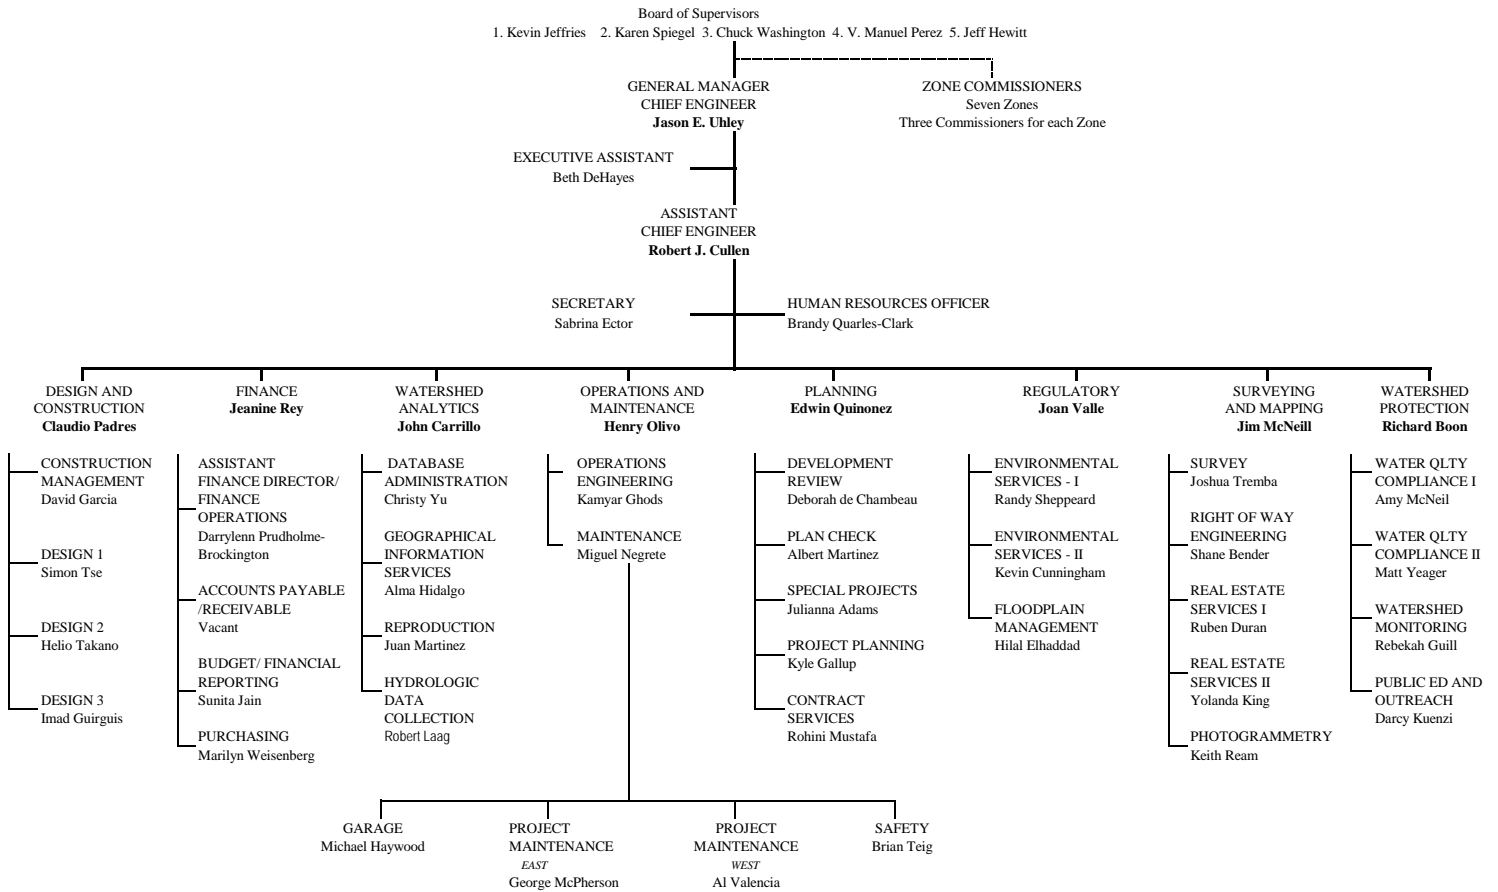 Board of Supervisors
1. Kevin Jeffries 2. Karen Spiegel 3. Chuck Washington 4. V. Manuel Perez 5. Jeff Hewitt
GENERAL MANAGER
CHIEF ENGINEER
Jason E. Uhley
ZONE COMMISSIONERS
Seven Zones
Three Commissioners for each Zone
EXECUTIVE ASSISTANT
Beth DeHayes
ASSISTANT
CHIEF ENGINEER
Robert J. Cullen
SECRETARY
Sabrina Ector
HUMAN RESOURCES OFFICER
Brandy Quarles-Clark
DESIGN AND
CONSTRUCTION
Claudio Padres
CONSTRUCTION
MANAGEMENT
David Garcia
DESIGN 1
Simon Tse
DESIGN 2
Helio Takano
DESIGN 3
Imad Guirguis
FINANCE
Jeanine Rey
ASSISTANT
FINANCE DIRECTOR/
FINANCE
OPERATIONS
Darrylenn Prudholme-
Brockington
ACCOUNTS PAYABLE
/RECEIVABLE
Vacant
BUDGET/ FINANCIAL
REPORTING
Sunita Jain
PURCHASING
Marilyn Weisenberg
WATERSHED
ANALYTICS
John Carrillo
DATABASE
ADMINISTRATION
Christy Yu
GEOGRAPHICAL
INFORMATION
SERVICES
Alma Hidalgo
REPRODUCTION
Juan Martinez
HYDROLOGIC
DATA
COLLECTION
Robert Laag
OPERATIONS AND
MAINTENANCE
Henry Olivo
OPERATIONS
ENGINEERING
Kamyar Ghods
MAINTENANCE
Miguel Negrete
PLANNING
Edwin Quinonez
DEVELOPMENT
REVIEW
Deborah de Chambeau
PLAN CHECK
Albert Martinez
SPECIAL PROJECTS
Julianna Adams
PROJECT PLANNING
Kyle Gallup
CONTRACT
SERVICES
Rohini Mustafa
REGULATORY
Joan Valle
ENVIRONMENTAL
SERVICES - I
Randy Sheppeard
ENVIRONMENTAL
SERVICES - II
Kevin Cunningham
FLOODPLAIN
MANAGEMENT
Hilal Elhaddad
SURVEYING
AND MAPPING
Jim McNeill
SURVEY
Joshua Tremba
RIGHT OF WAY
ENGINEERING
Shane Bender
REAL ESTATE
SERVICES I
Ruben Duran
REAL ESTATE
SERVICES II
Yolanda King
PHOTOGRAMMETRY
Keith Ream
WATERSHED
PROTECTION
Richard Boon
WATER QLTY
COMPLIANCE I
Amy McNeil
WATER QLTY
COMPLIANCE II
Matt Yeager
WATERSHED
MONITORING
Rebekah Guill
PUBLIC ED AND
OUTREACH
Darcy Kuenzi
GARAGE
Michael Haywood
PROJECT
MAINTENANCE
EAST
George McPherson
PROJECT
MAINTENANCE
WEST
Al Valencia
SAFETY
Brian Teig